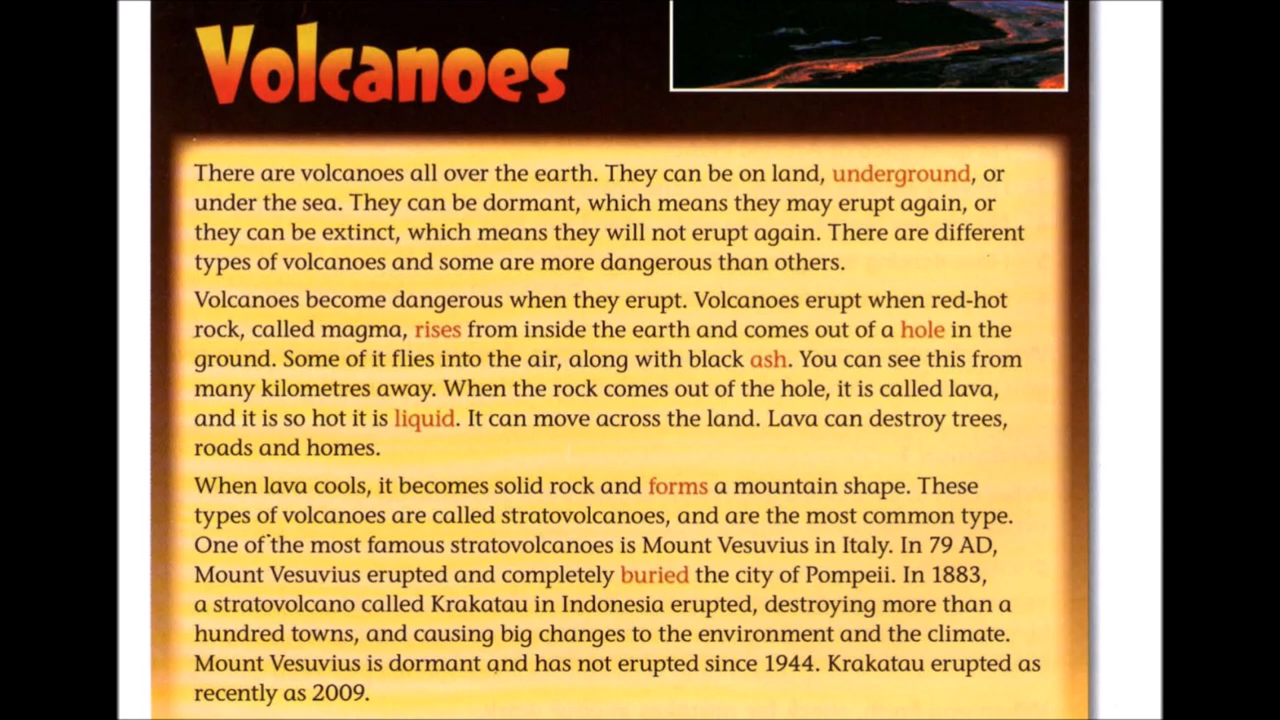 Volcanoes
There are volcanoes all over the earth. They can be on land, underground, or
under the sea. They can be dormant, which means they may erupt again, or
they can be extinct, which means they will not erupt again. There are different
types of volcanoes and some are more dangerous than others.
Volcanoes become dangerous when they erupt. Volcanoes erupt when red-hot
rock, called magma, rises from inside the earth and comes out of a hole in the
ground. Some of it flies into the air, along with black ash. You can see this from
many kilometres away. When the rock comes out of the hole, it is called lava,
and it is so hot it is liquid. It can move across the land. Lava can destroy trees,
roads and homes.
When lava cools, it becomes solid rock and forms a mountain shape. These
types of volcanoes are called stratovolcanoes, and are the most common type.
One of the most famous stratovolcanoes is Mount Vesuvius in Italy. In 79 AD,
Mount Vesuvius erupted and completely buried the city of Pompeii. In 1883,
a stratovolcano called Krakatau in Indonesia erupted, destroying more than a
hundred towns, and causing big changes to the environment and the climate.
Mount Vesuvius is dormant and has not erupted since 1944. Krakatau erupted as
recently as 2009.